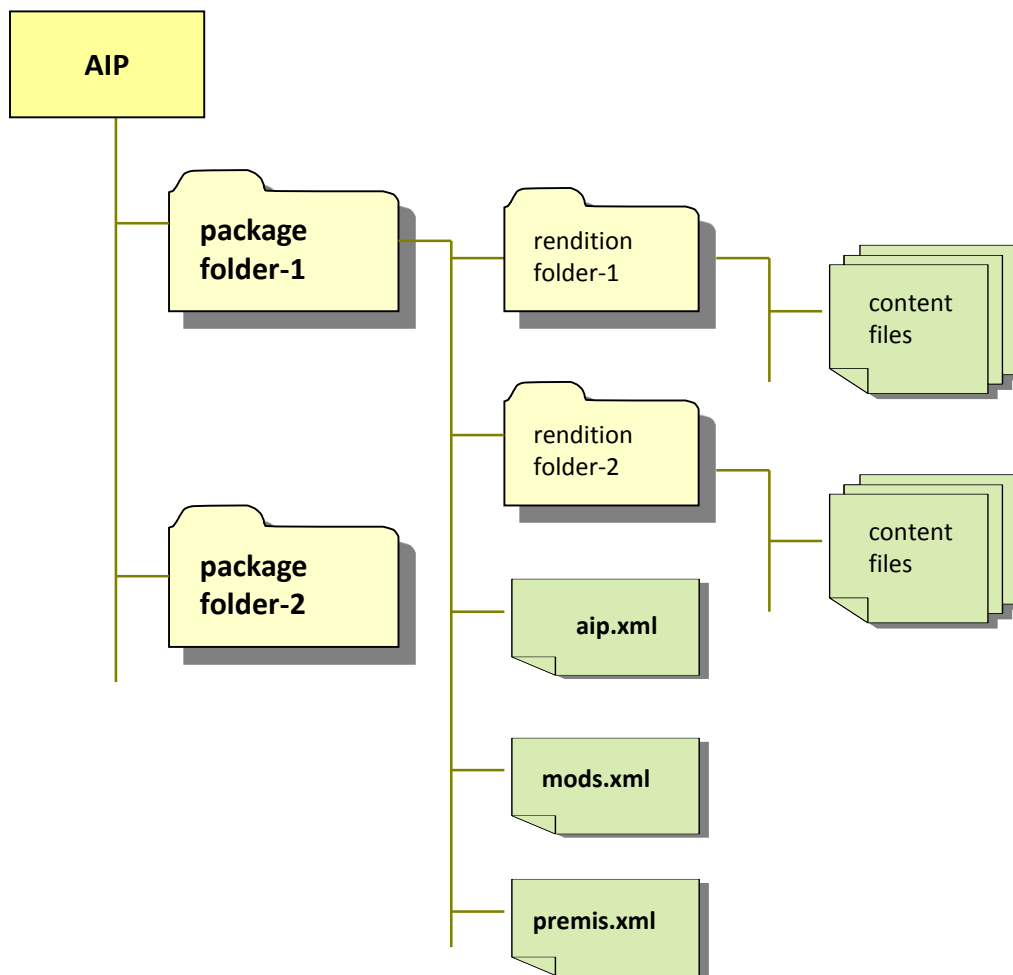 AIP
package
folder-1
rendition
folder-1
content
files
rendition
folder-2
content
files
package
folder-2
aip.xml
mods.xml
premis.xml